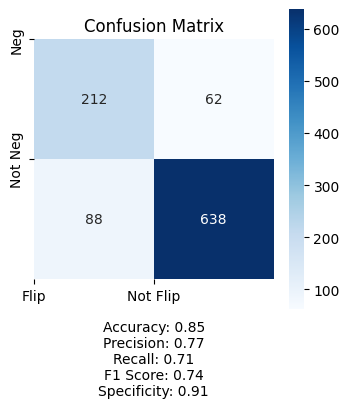 Confusion Matrix
Neg
212
62
Not Neg
88
638
Flip
Not Flip
600
500
400
300
200
100
Accuracy: 0.85
Precision: 0.77
Recall: 0.71
F1 Score: 0.74
Specificity: 0.91